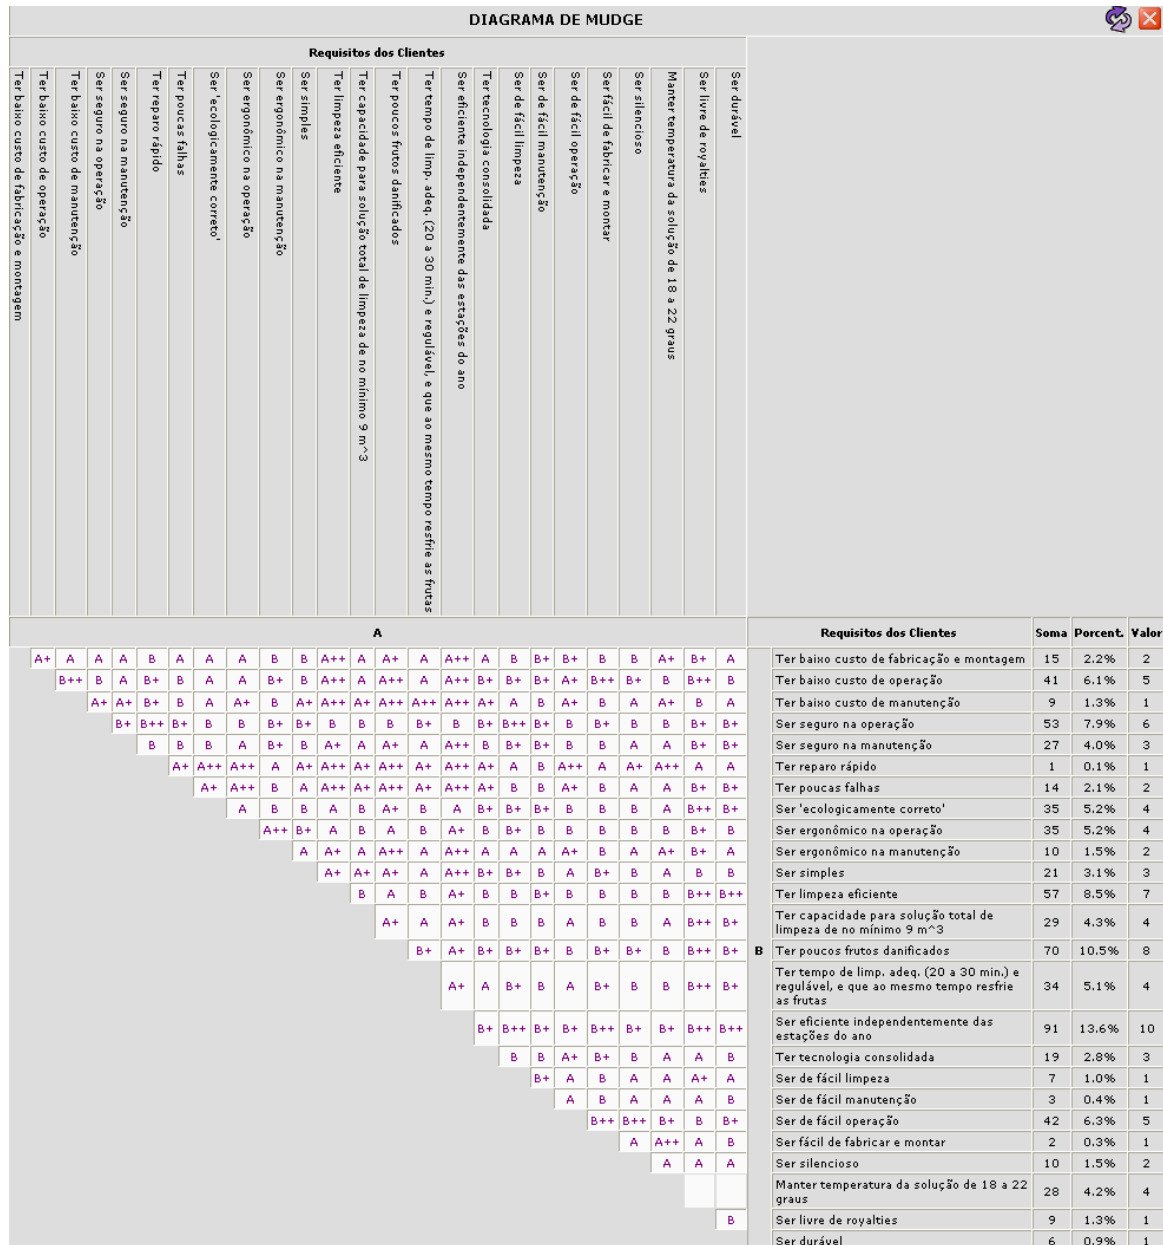 DIAGRAMA DE MUDGE
Requisitos dos Clientes
Ter baixo custo de fabricação e montagem
Ter baixo custo de operação
Ter baixo custo de manutenção
Ser seguro na operação
Ser seguro na manutenção
Ter reparo rápido
Ter poucas falhas
Ser 'ecologicamente correto'
Ser ergonômico na operação
Ser ergonômico na manutenção
Ser simples
Ter limpeza eficiente
Ter capacidade para solução total de limpeza de no mínimo 9 m^3
Ter poucos frutos danificados
Ter tempo de limp. adeq. (20 a 30 min.) e regulável, e que ao mesmo tempo resfrie as frutas
Ser eficiente independentemente das estações do ano
Ter tecnologia consolidada
Ser de fácil limpeza
Ser de fácil manutenção
Ser de fácil operação
Ser fácil de fabricar e montar
Ser silencioso
Manter temperatura da solução de 18 a 22 graus
Ser livre de royalties
Ser durável
A Requisitos dos Clientes Soma Porcent. Valor
A+ A A A B A A A B B A++ A A+ A A++ A B B+ B+ B B A+ B+ A Ter baixo custo de fabricação e montagem 15 2.2% 2
B++ B A B+ B A A B+ B A++ A A++ A A++ B+ B+ B+ A+ B++ B+ B B++ B Ter baixo custo de operação 41 6.1% 5
A+ A+ B+ B A A+ B A+ A++ A+ A++ A++ A++ A+ A B A+ B A A+ B A Ter baixo custo de manutenção 9 1.3% 1
B+ B++ B+ B B B+ B+ B B B B+ B B+ B++ B+ B B+ B B B+ B+ Ser seguro na operação 53 7.9% 6
B B B A B+ B A+ A A+ A A++ B B+ B+ B B A A B+ B+ Ser seguro na manutenção 27 4.0% 3
A+ A++ A++ A A+ A++ A+ A++ A+ A++ A+ A B A++ A A+ A++ A A Ter reparo rápido 1 0.1% 1
A+ A++ B A A++ A+ A++ A+ A++ A+ B B A+ B A A B+ B+ Ter poucas falhas 14 2.1% 2
A B B A B A+ B A B+ B+ B+ B B B A B++ B+ Ser 'ecologicamente correto' 35 5.2% 4
A++ B+ A B A B A+ B B+ B B B B B B+ B Ser ergonômico na operação 35 5.2% 4
A A+ A A++ A A++ A A A A+ B A A+ B+ A Ser ergonômico na manutenção 10 1.5% 2
A+ A+ A+ A A++ B+ B+ B A B+ B A B B Ser simples 21 3.1% 3
B A B A+ B B B+ B B B B B++ B++ Ter limpeza eficiente 57 8.5% 7
A+ A A+ B B B A B B A B++ B+ Ter capacidade para solução total de
limpeza de no mínimo 9 m^3 29 4.3% 4
B+ A+ B+ B+ B+ B B+ B+ B B++ B+ B Ter poucos frutos danificados 70 10.5% 8
A+ A B+ B A B+ B B B++ B+ Ter tempo de limp. adeq. (20 a 30 min.) e
regulável, e que ao mesmo tempo resfrie
as frutas 34 5.1% 4
B+ B++ B+ B+ B++ B+ B+ B++ B++ Ser eficiente independentemente das
estações do ano 91 13.6% 10
B B A+ B+ B A A B Ter tecnologia consolidada 19 2.8% 3
B+ A B A A A+ A Ser de fácil limpeza 7 1.0% 1
A B A A A B Ser de fácil manutenção 3 0.4% 1
B++ B++ B+ B B+ Ser de fácil operação 42 6.3% 5
A A++ A B Ser fácil de fabricar e montar 2 0.3% 1
A A A Ser silencioso 10 1.5% 2
Manter temperatura da solução de 18 a 22
graus 28 4.2% 4
B Ser livre de royalties 9 1.3% 1
Ser durável 6 0.9% 1